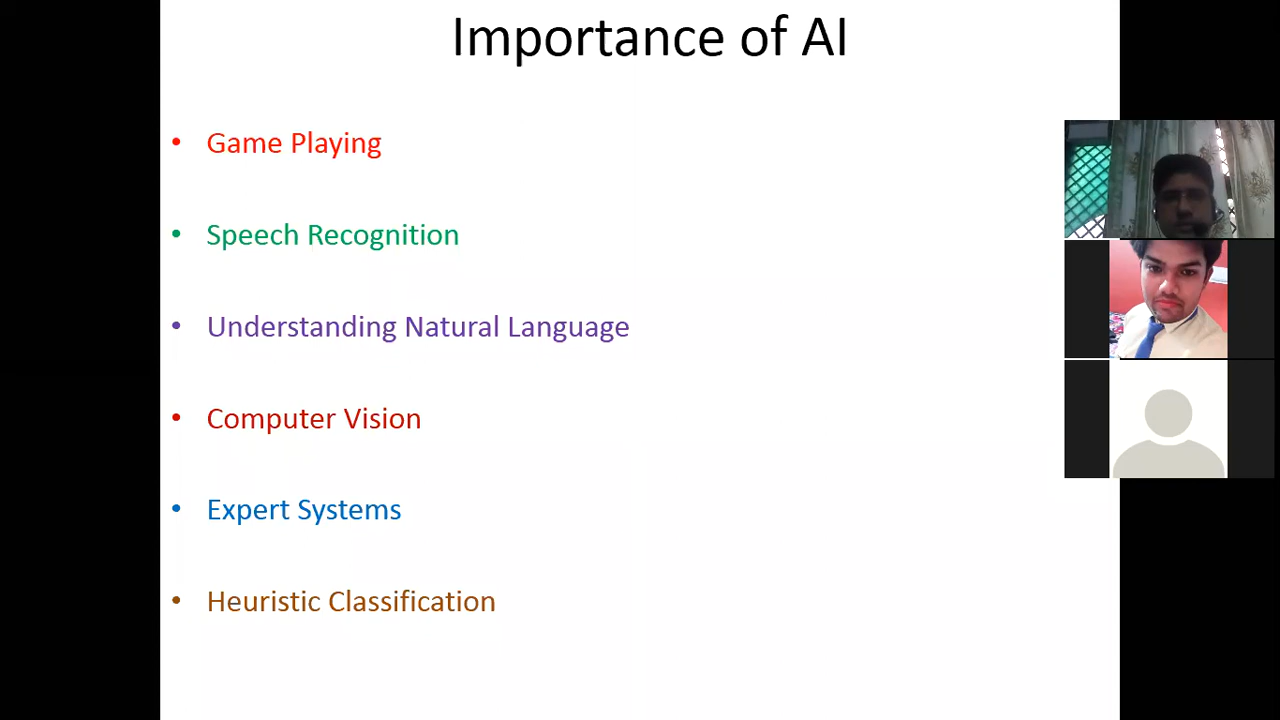 Importance of AI
• Game Playing
• Speech Recognition
• Understanding Natural Language
• Computer Vision
• Expert Systems
• Heuristic Classification